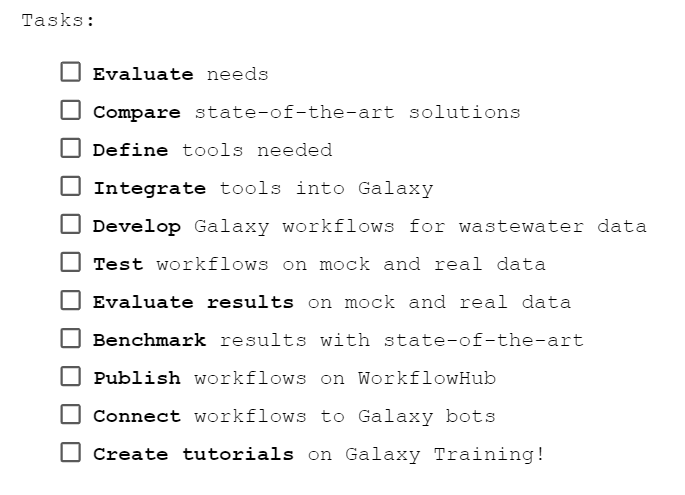 Tasks:
Evaluate needs
Compare state-of-the-art solutions
Define tools needed
Integrate tools into Galaxy
Develop Galaxy workflows for wastewater data
Test workflows on mock and real data
Evaluate results on mock and real data
Benchmark results with state-of-the-art
Publish workflows on WorkflowHub
Connect workflows to Galaxy bots
Create tutorials on Galaxy Training!